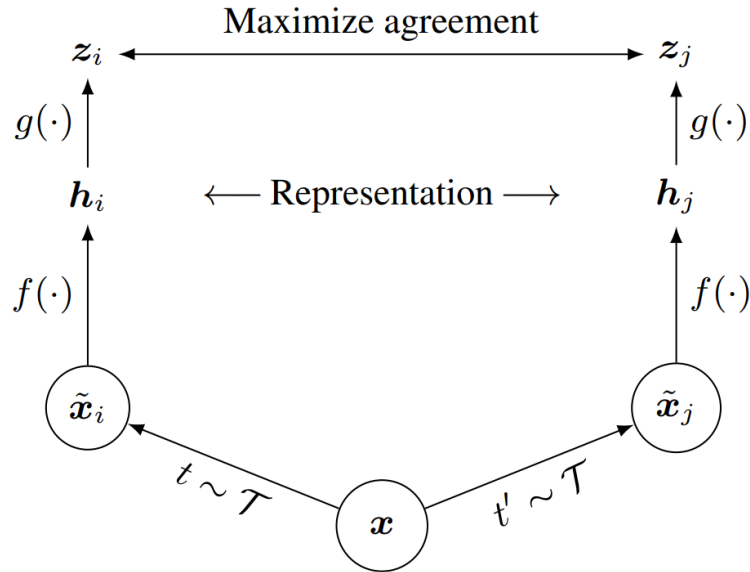 Maximize agreement
z_i z_j
g(·) g(·)
h_i ← Representation → h_j
f(·) f(·)
x̃_i x̃_j
t ~ 𝒯 t′ ~ 𝒯
x